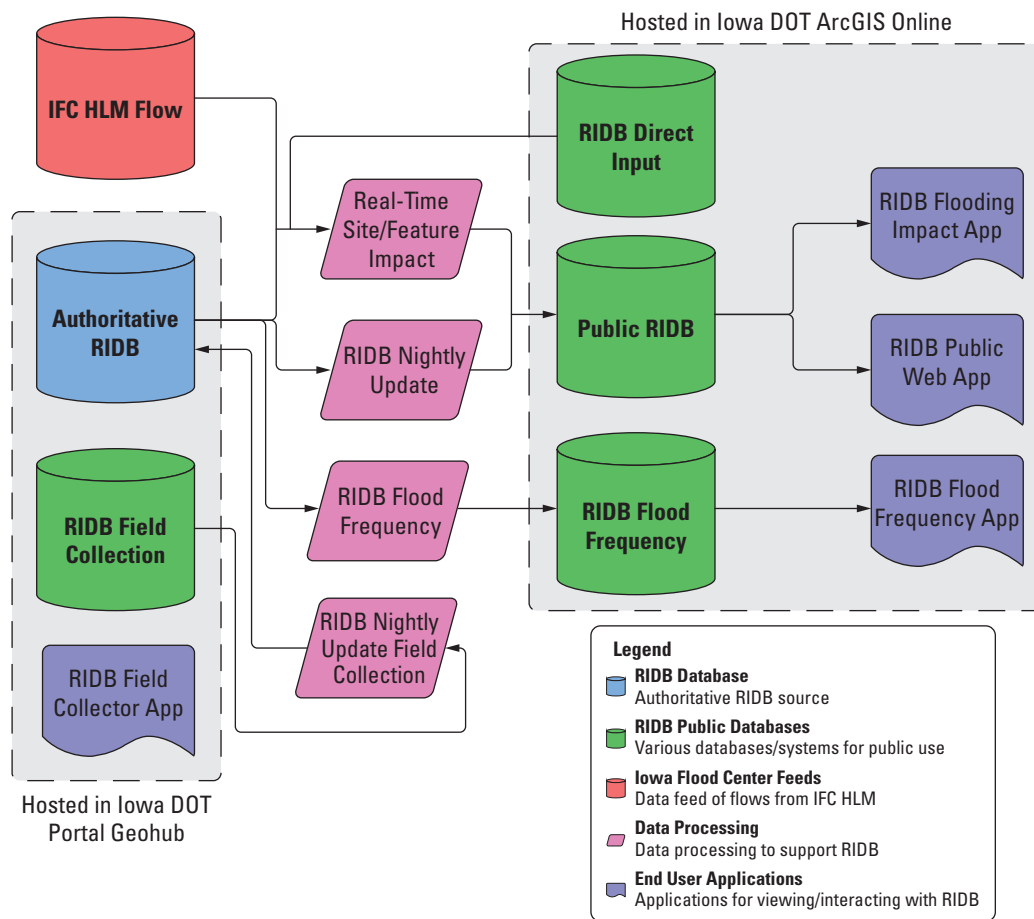 Hosted in Iowa DOT ArcGIS Online
IFC HLM Flow
RIDB Direct
Input
Real-Time
Site/Feature
Impact
RIDB Flooding
Impact App
Authoritative
RIDB
Public RIDB
RIDB Nightly
Update
RIDB Public
Web App
RIDB Field
Collection
RIDB Flood
Frequency
RIDB Flood
Frequency
RIDB Flood
Frequency App
RIDB Nightly
Update Field
Collection
RIDB Field
Collector App
Hosted in Iowa DOT
Portal Geohub
Legend
RIDB Database
Authoritative RIDB source
RIDB Public Databases
Various databases/systems for public use
Iowa Flood Center Feeds
Data feed of flows from IFC HLM
Data Processing
Data processing to support RIDB
End User Applications
Applications for viewing/interacting with RIDB